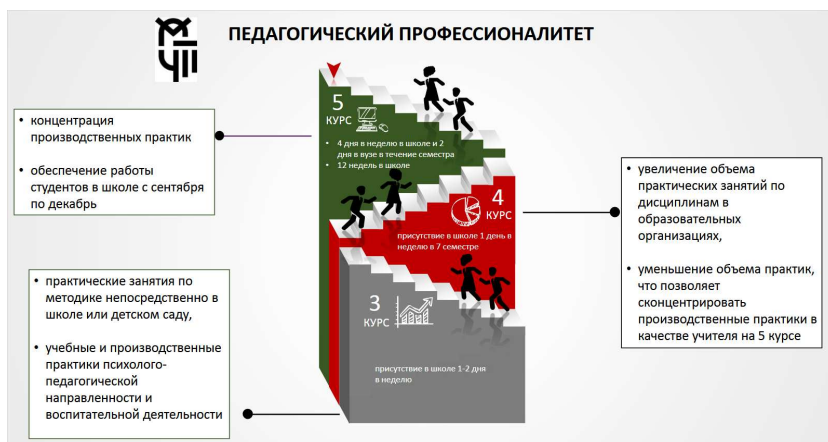 ПЕДАГОГИЧЕСКИЙ ПРОФЕССИОНАЛИТЕТ
• концентрация
производственных практик
• обеспечение работы
студентов в школе с сентября
по декабрь
5
КУРС
• 4 дня в неделю в школе и 2
дня в вузе в течение семестра
• 12 недель в школе
4
КУРС
присутствие в школе 1 день в
неделю в 7 семестре
• увеличение объема
практических занятий по
дисциплинам в
образовательных
организациях,
• уменьшение объема практик,
что позволяет
сконцентрировать
производственные практики в
качестве учителя на 5 курсе
• практические занятия по
методике непосредственно в
школе или детском саду,
• учебные и производственные
практики психолого-
педагогической
направленности и
воспитательной деятельности
3
КУРС
присутствие в школе 1-2 дня
в неделю